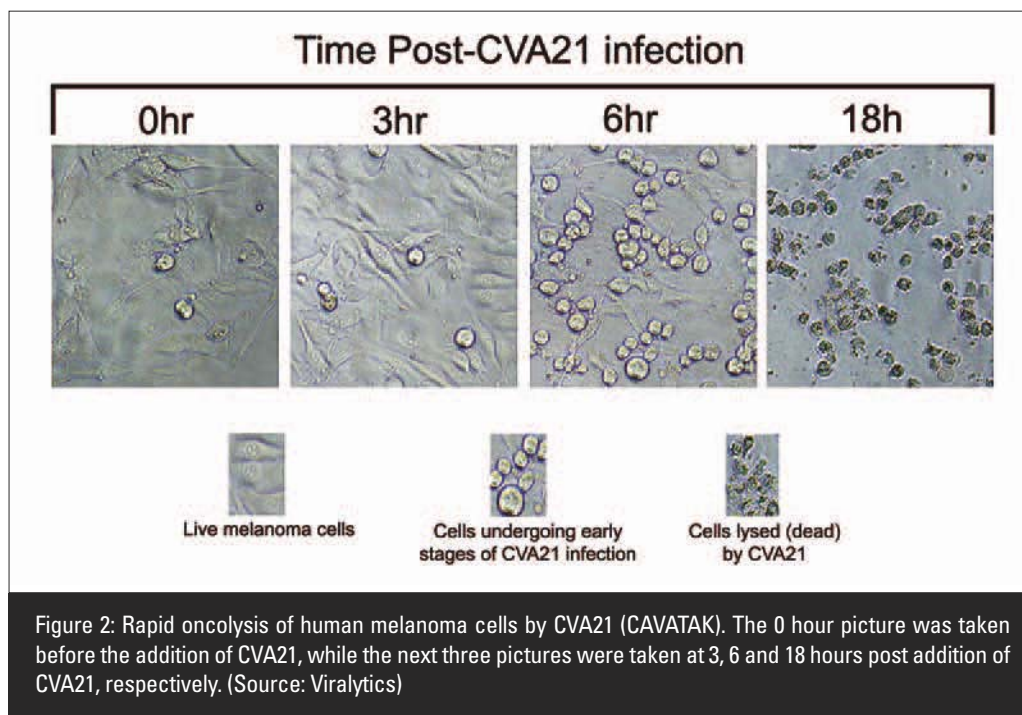 Time Post-CVA21 infection
0hr 3hr 6hr 18h
Live melanoma cells
Cells undergoing early
stages of CVA21 infection
Cells lysed (dead)
by CVA21
Figure 2: Rapid oncolysis of human melanoma cells by CVA21 (CAVATAK). The 0 hour picture was taken
before the addition of CVA21, while the next three pictures were taken at 3, 6 and 18 hours post addition of
CVA21, respectively. (Source: Viralytics)